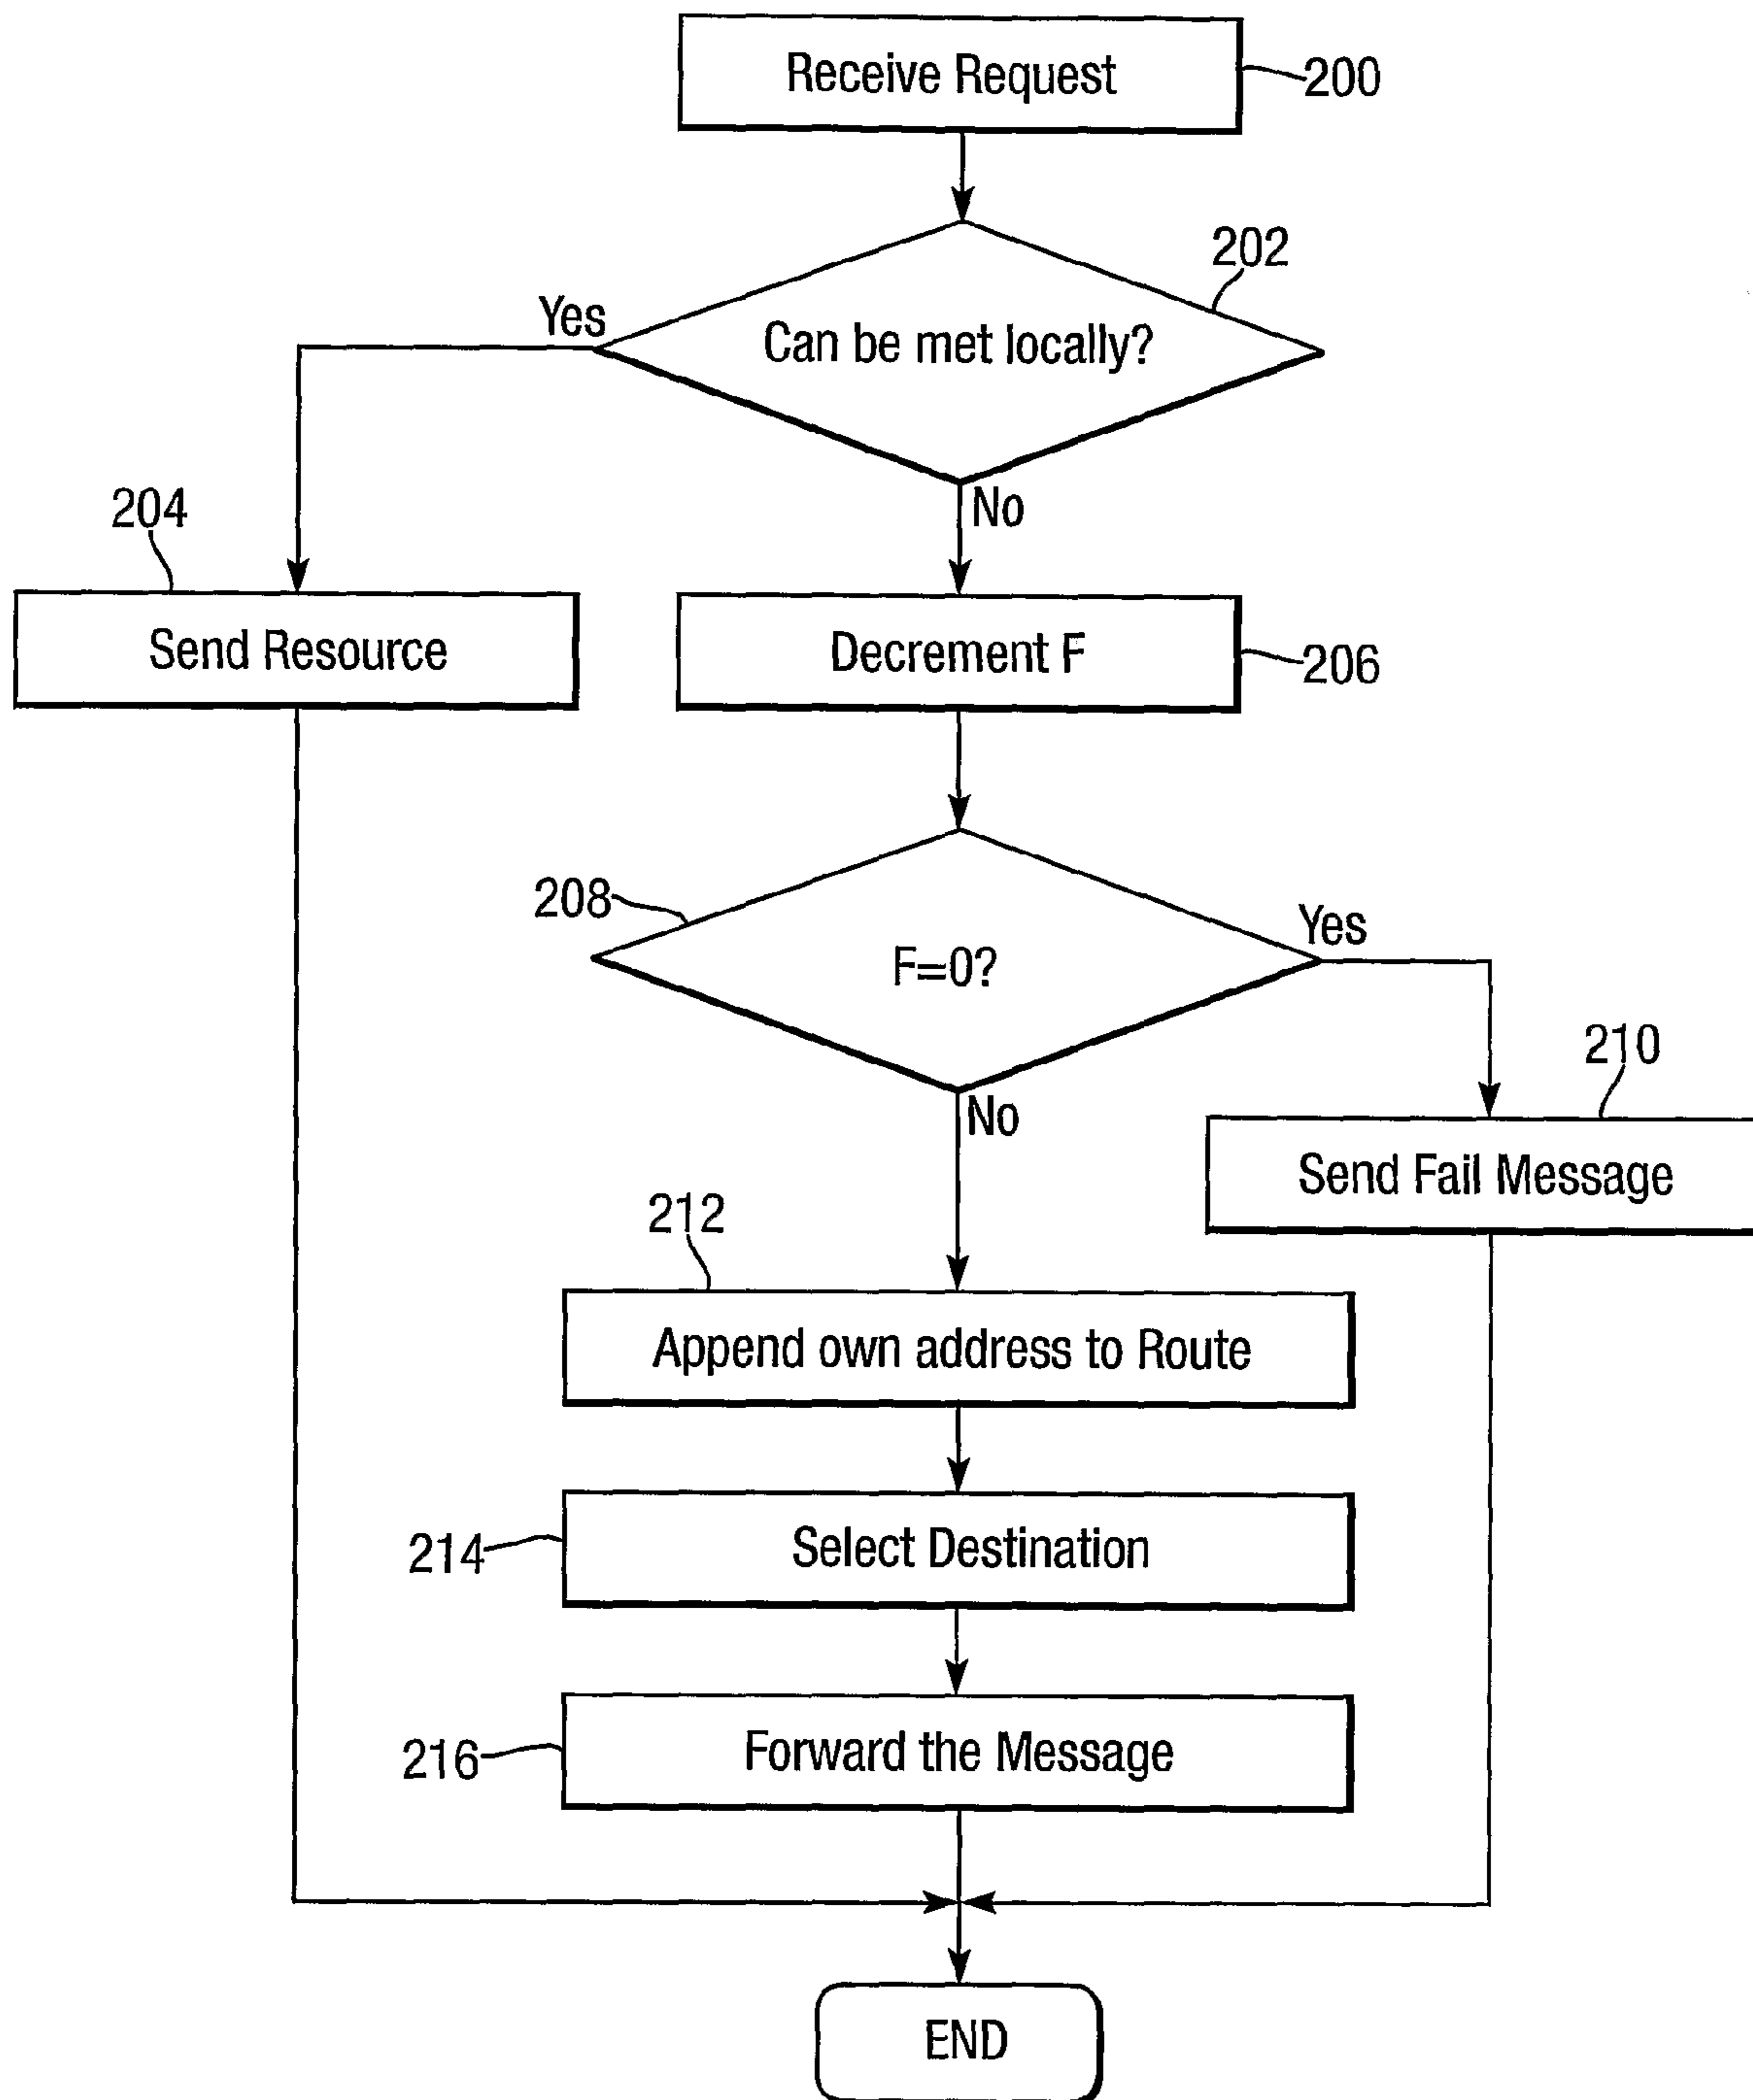 Receive Request
200
202
Can be met locally?
Yes
No
204
Send Resource
Decrement F
206
208
F=0?
Yes
No
210
Send Fail Message
212
Append own address to Route
214
Select Destination
216
Forward the Message
END